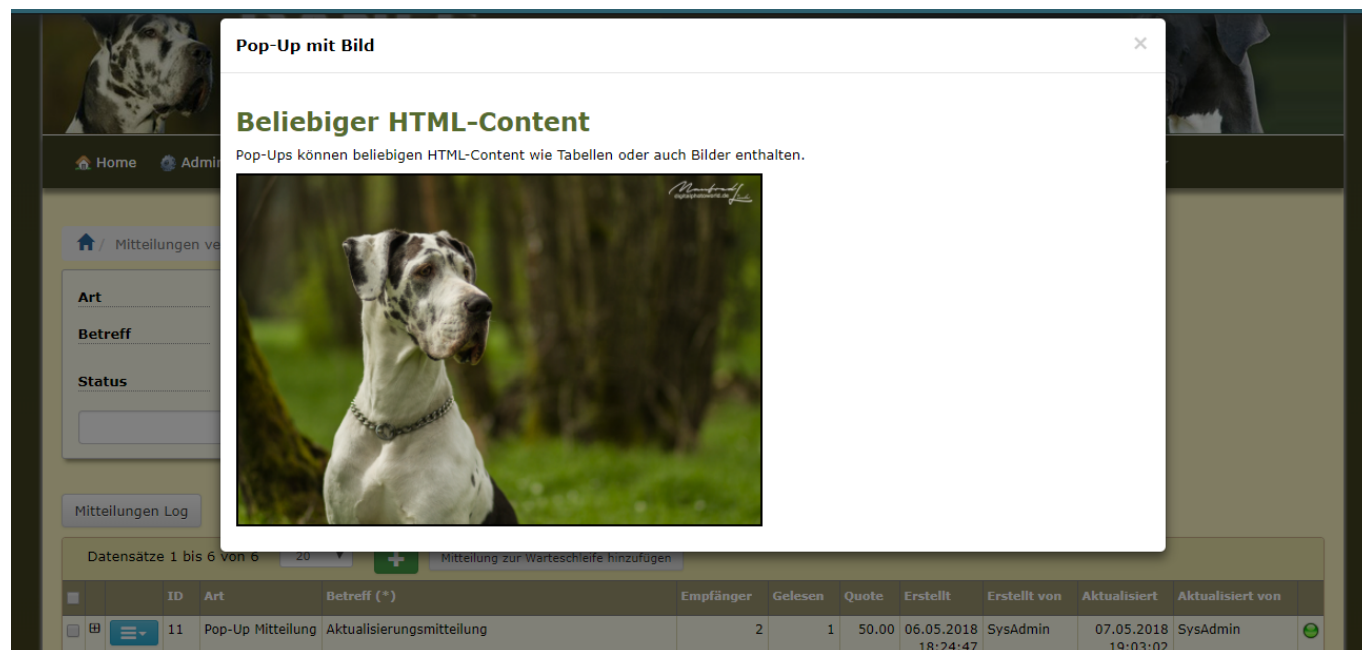 Pop-Up mit Bild ×
Beliebiger HTML-Content
Pop-Ups können beliebigen HTML-Content wie Tabellen oder auch Bilder enthalten.
Manfred
digitalphotoworld.de
Home Admi
/ Mitteilungen ve
Art
Betreff
Status
Mitteilungen Log
Datensätze 1 bis 6 von 6 20 Mitteilung zur Warteschleife hinzufügen
ID Art Betreff (*) Empfänger Gelesen Quote Erstellt Erstellt von Aktualisiert Aktualisiert von
11 Pop-Up Mitteilung Aktualisierungsmitteilung 2 1 50.00 06.05.2018 SysAdmin 07.05.2018 SysAdmin
18:24:47 19:03:02